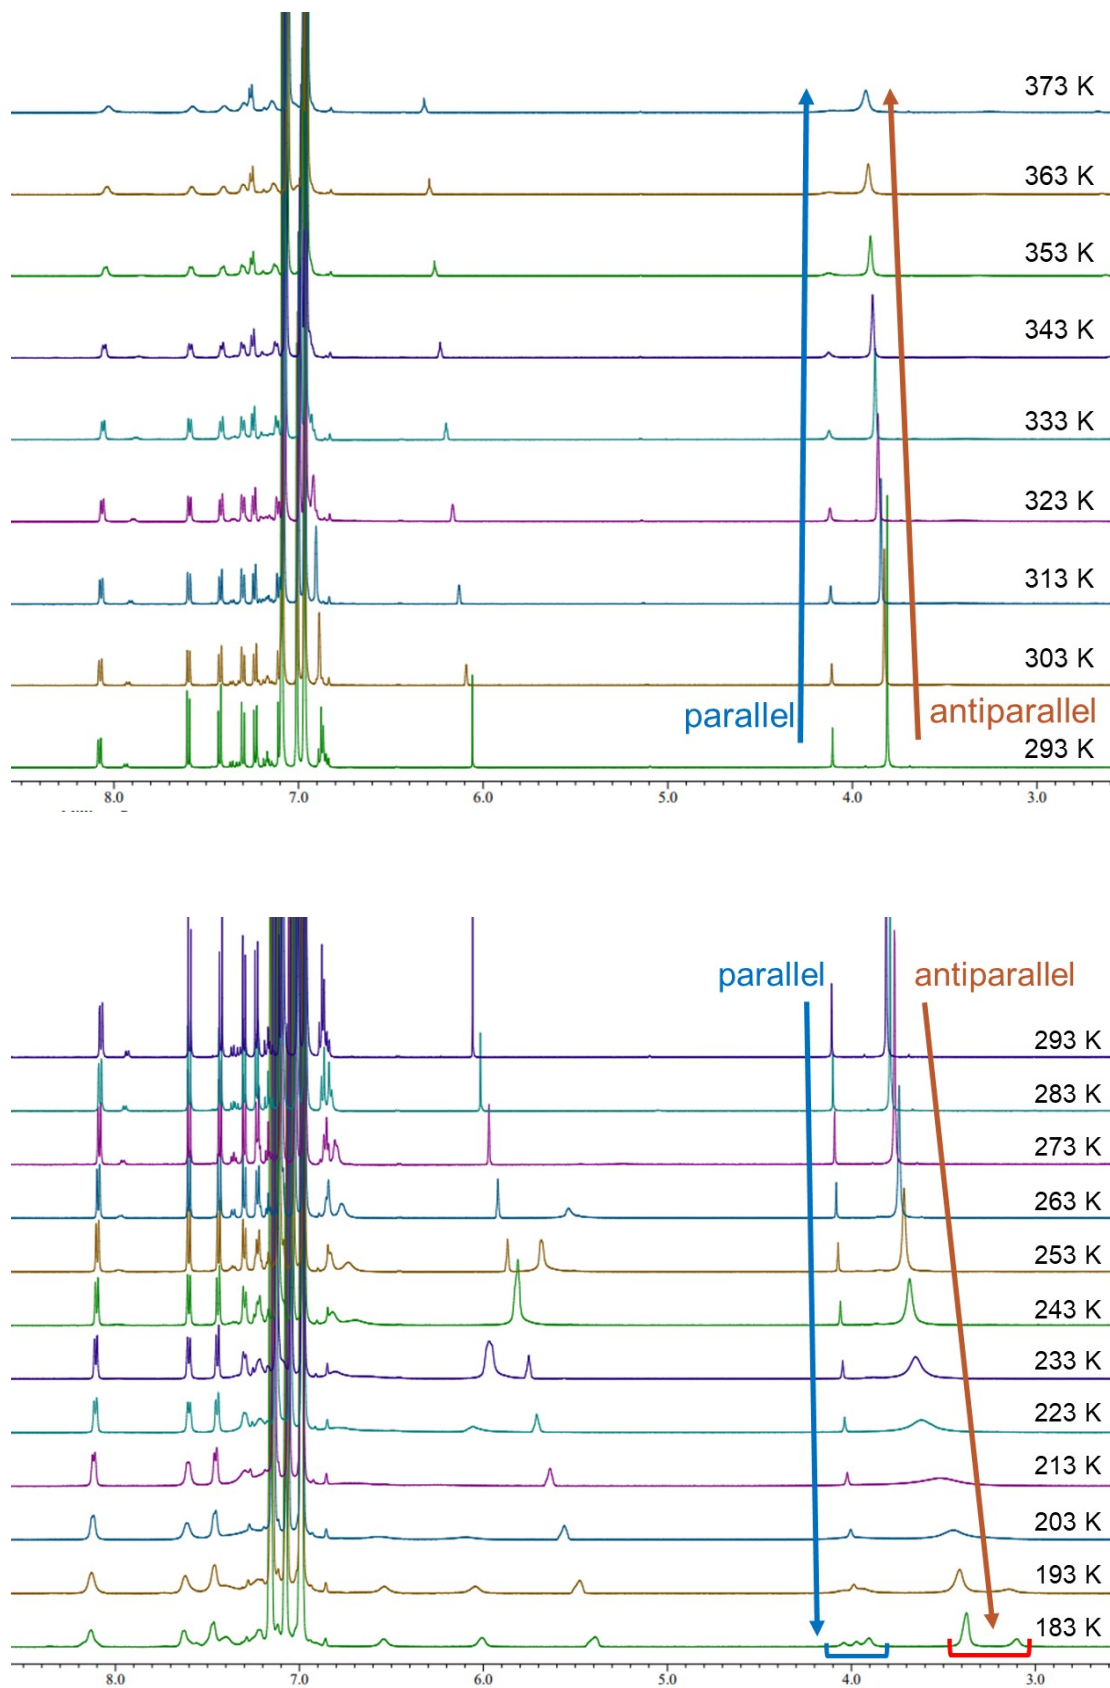 373 K
363 K
353 K
343 K
333 K
323 K
313 K
303 K
parallel
antiparallel
293 K
8.0 7.0 6.0 5.0 4.0 3.0
parallel
antiparallel
293 K
283 K
273 K
263 K
253 K
243 K
233 K
223 K
213 K
203 K
193 K
183 K
8.0 7.0 6.0 5.0 4.0 3.0